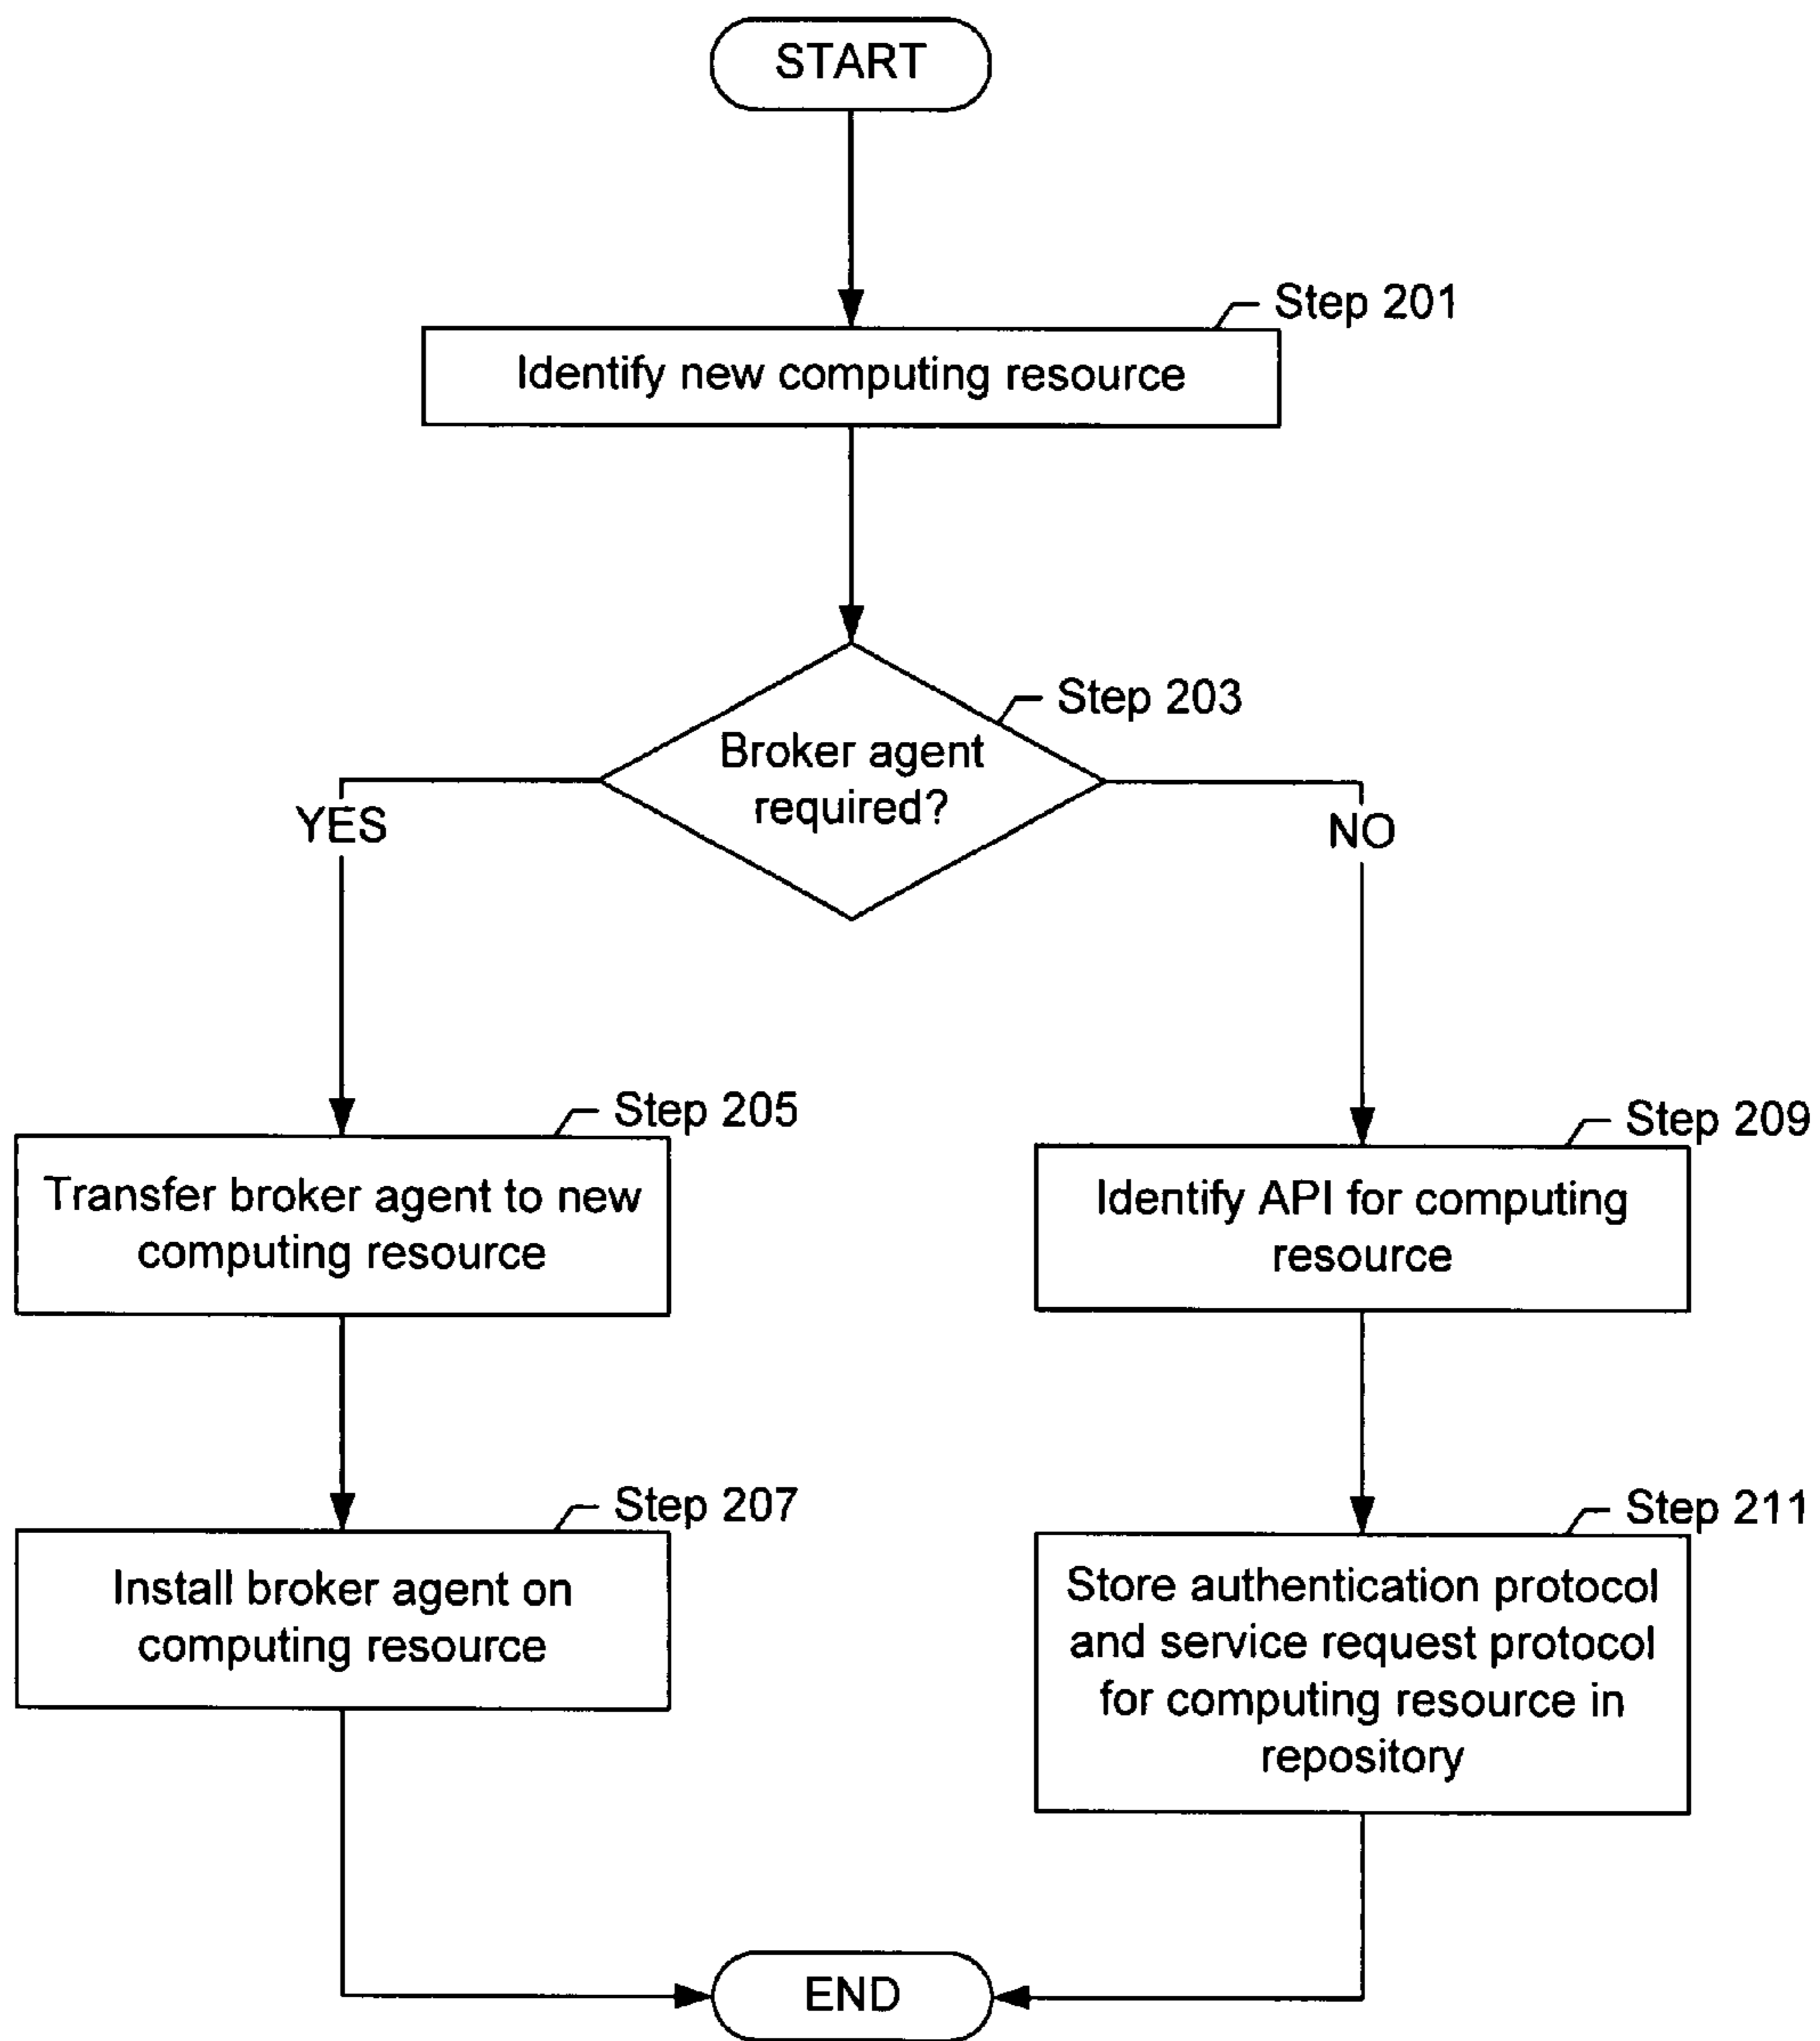 START
Step 201
Identify new computing resource
Step 203
Broker agent
required?
YES
NO
Step 205
Transfer broker agent to new
computing resource
Step 209
Identify API for computing
resource
Step 207
Install broker agent on
computing resource
Step 211
Store authentication protocol
and service request protocol
for computing resource in
repository
END